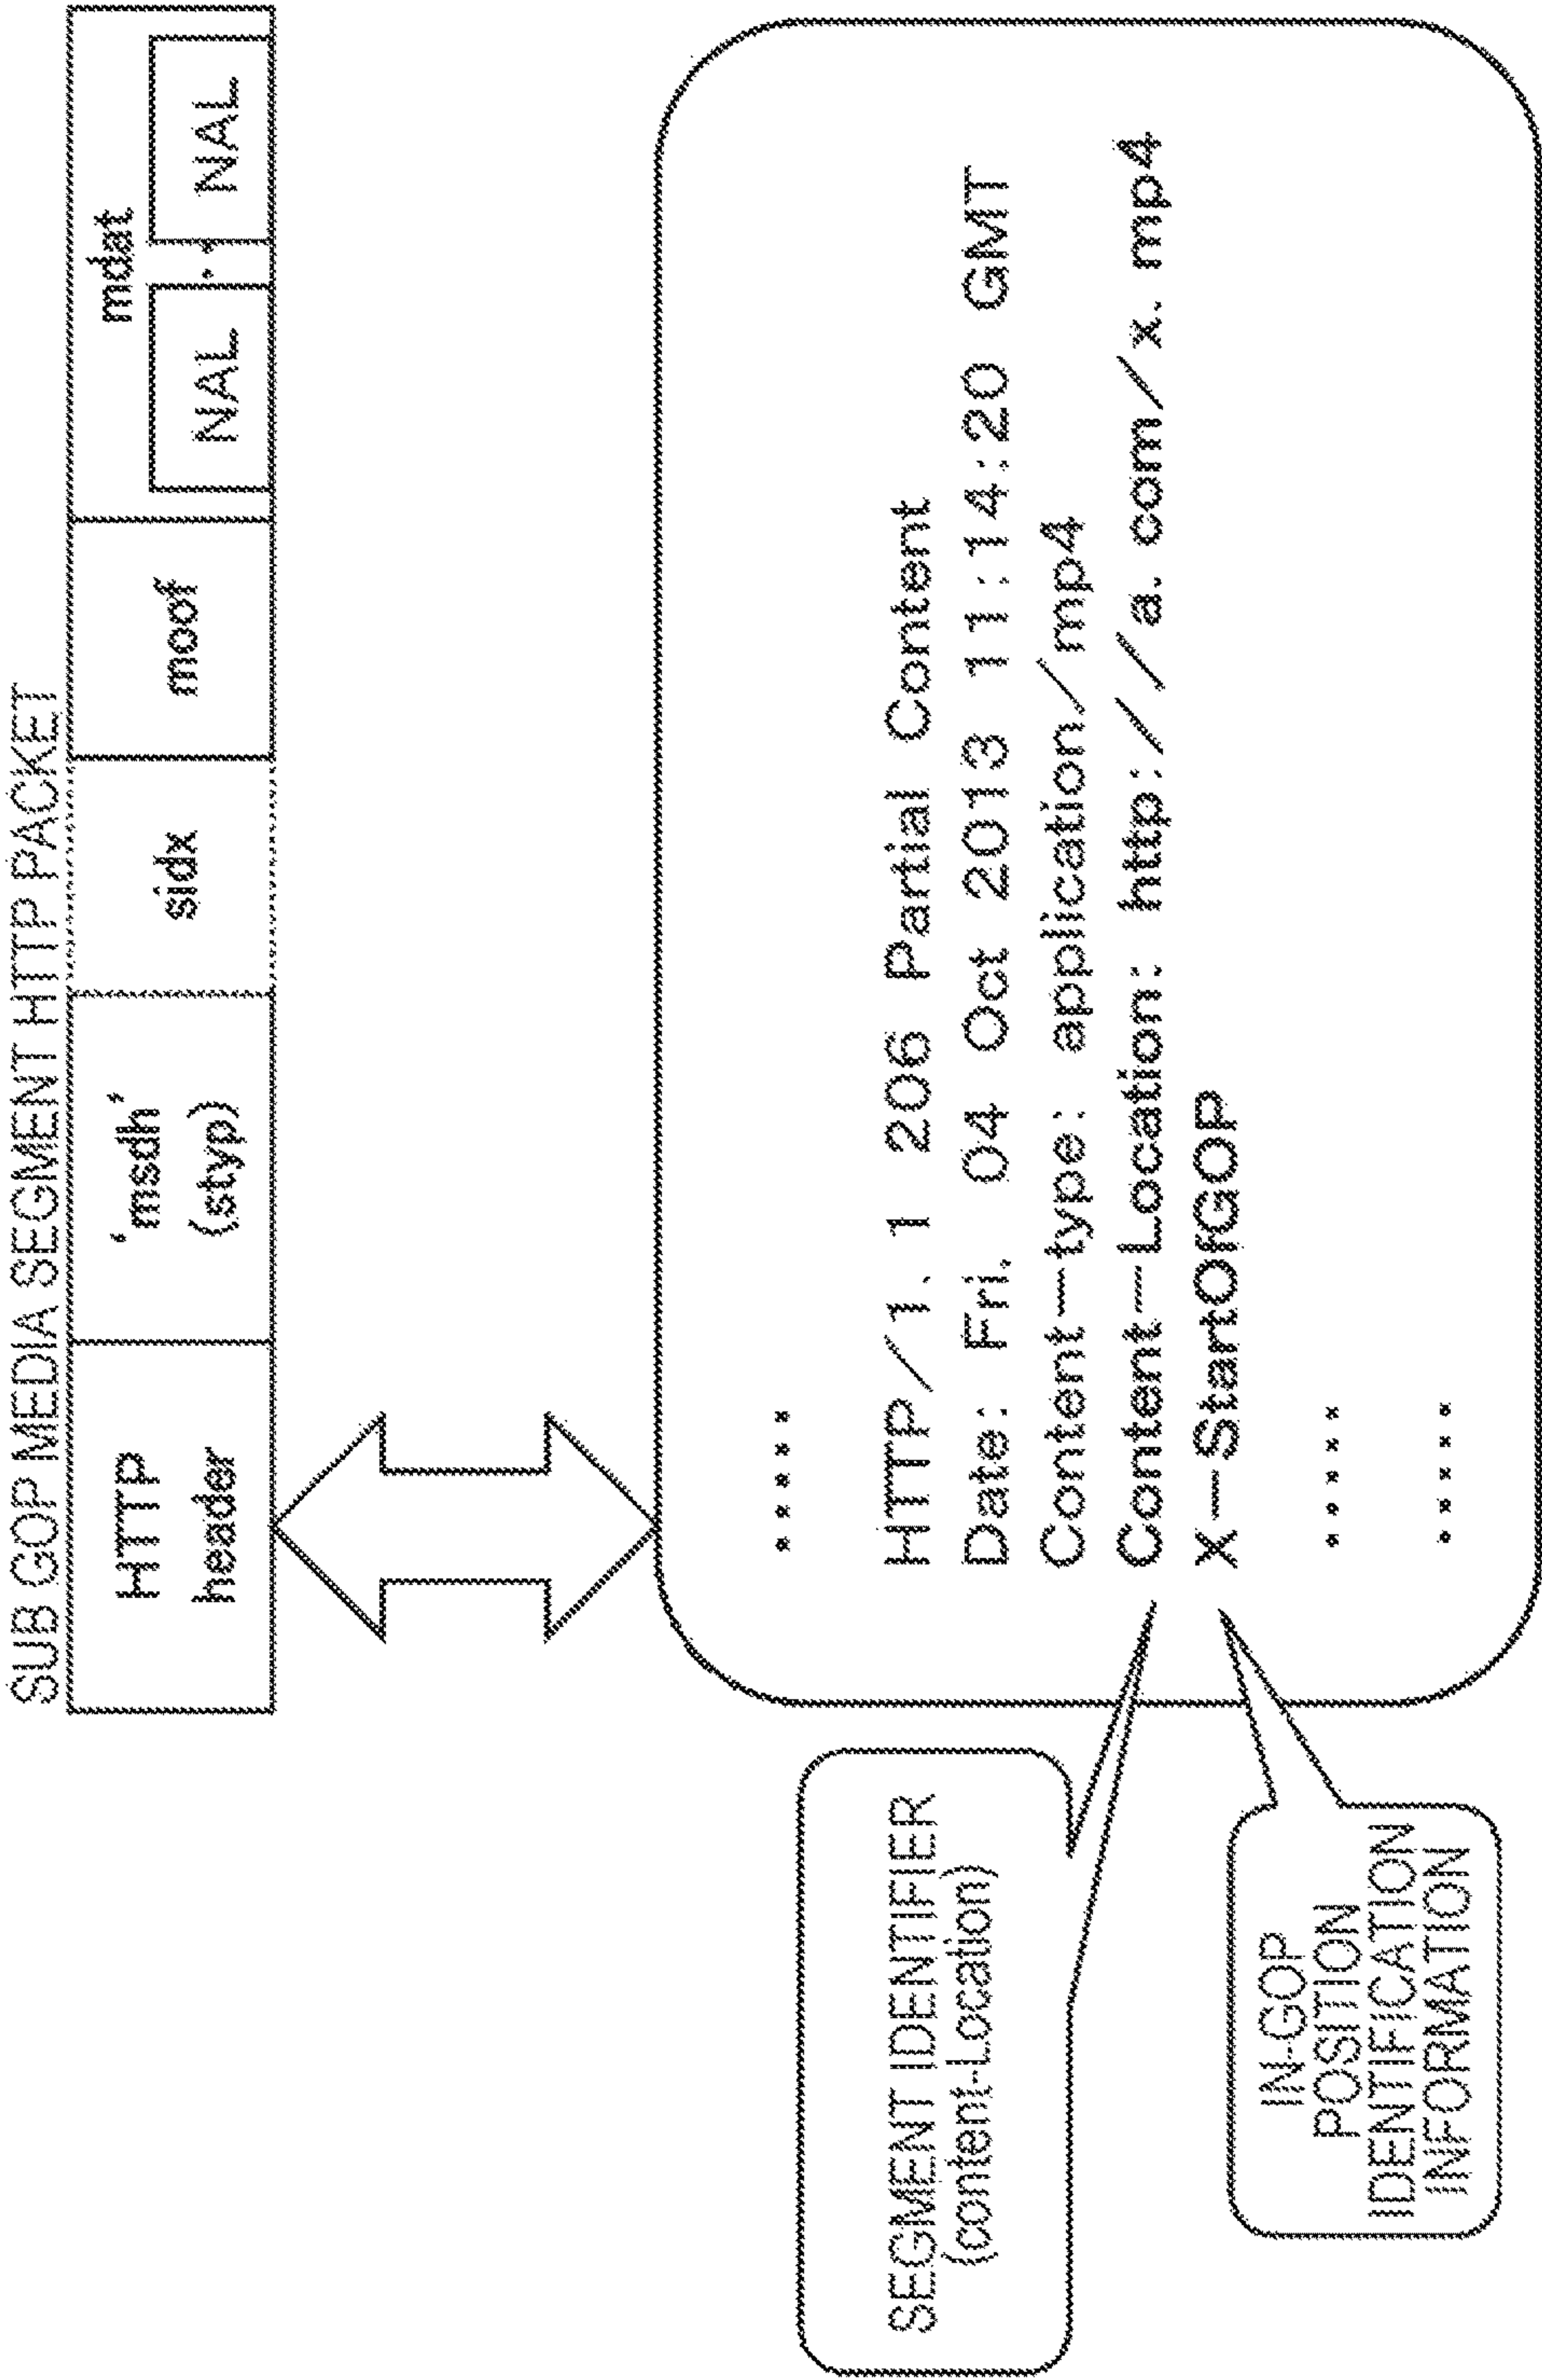 SUB GOP MEDIA SEGMENT HTTP PACKET
HTTP
header
'msdh'
(styp)
sidx
moof
mdat
NAL
...
NAL
.....
HTTP/1.1 206 Partial Content
Date: Fri, 04 Oct 2013 11:14:20 GMT
Content-type: application/mp4
Content-Location: http://a.com/x.mp4
X-StartOfGOP
.....
.....
SEGMENT IDENTIFIER
(content-Location)
IN-GOP
POSITION
IDENTIFICATION
INFORMATION